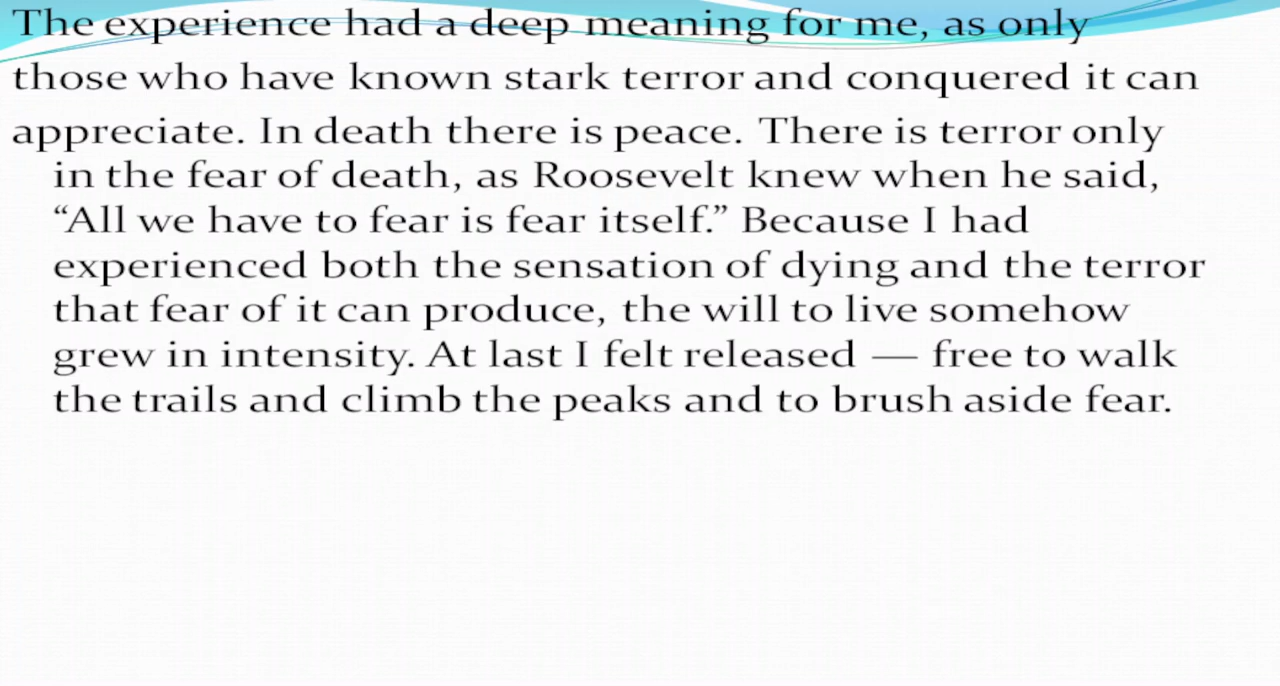 The experience had a deep meaning for me, as only
those who have known stark terror and conquered it can
appreciate. In death there is peace. There is terror only
in the fear of death, as Roosevelt knew when he said,
“All we have to fear is fear itself.” Because I had
experienced both the sensation of dying and the terror
that fear of it can produce, the will to live somehow
grew in intensity. At last I felt released — free to walk
the trails and climb the peaks and to brush aside fear.